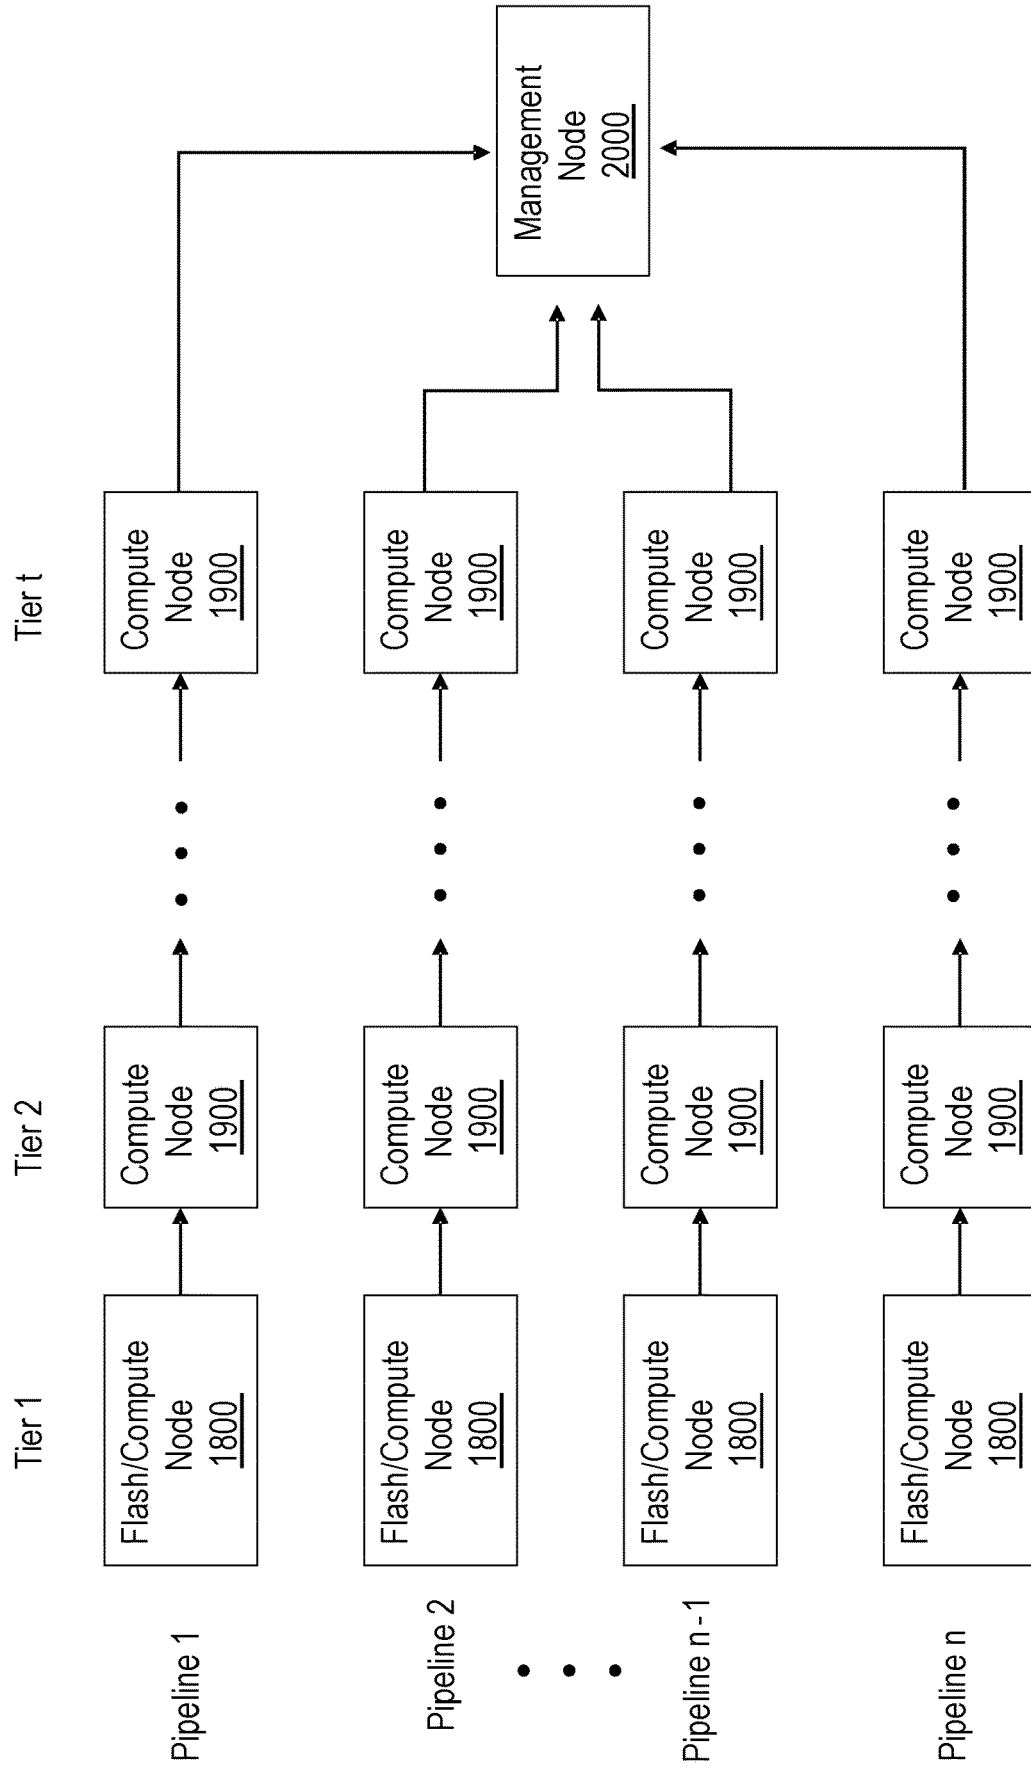 Tier 1
Tier 2
Tier t
Pipeline 1
Flash/Compute
Node
1800
Compute
Node
1900
Compute
Node
1900
Pipeline 2
Flash/Compute
Node
1800
Compute
Node
1900
Compute
Node
1900
Management
Node
2000
Pipeline n-1
Flash/Compute
Node
1800
Compute
Node
1900
Compute
Node
1900
Pipeline n
Flash/Compute
Node
1800
Compute
Node
1900
Compute
Node
1900